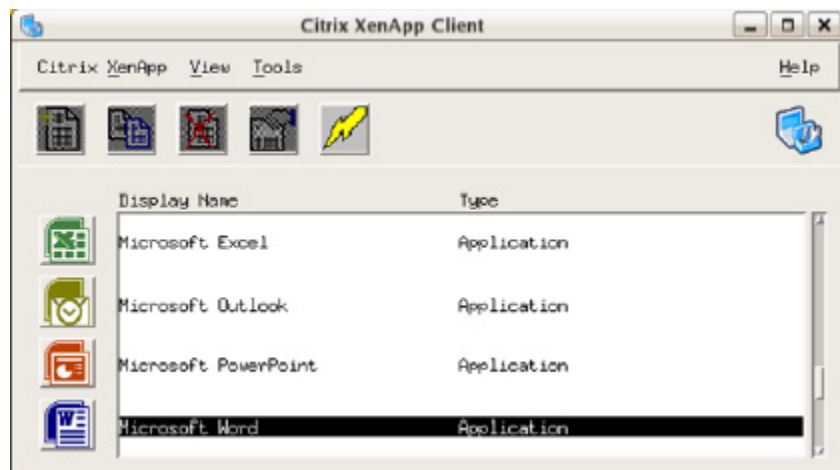 Citrix XenApp Client
Citrix XenApp View Tools Help
Display Name Type
Microsoft Excel Application
Microsoft Outlook Application
Microsoft PowerPoint Application
Microsoft Word Application